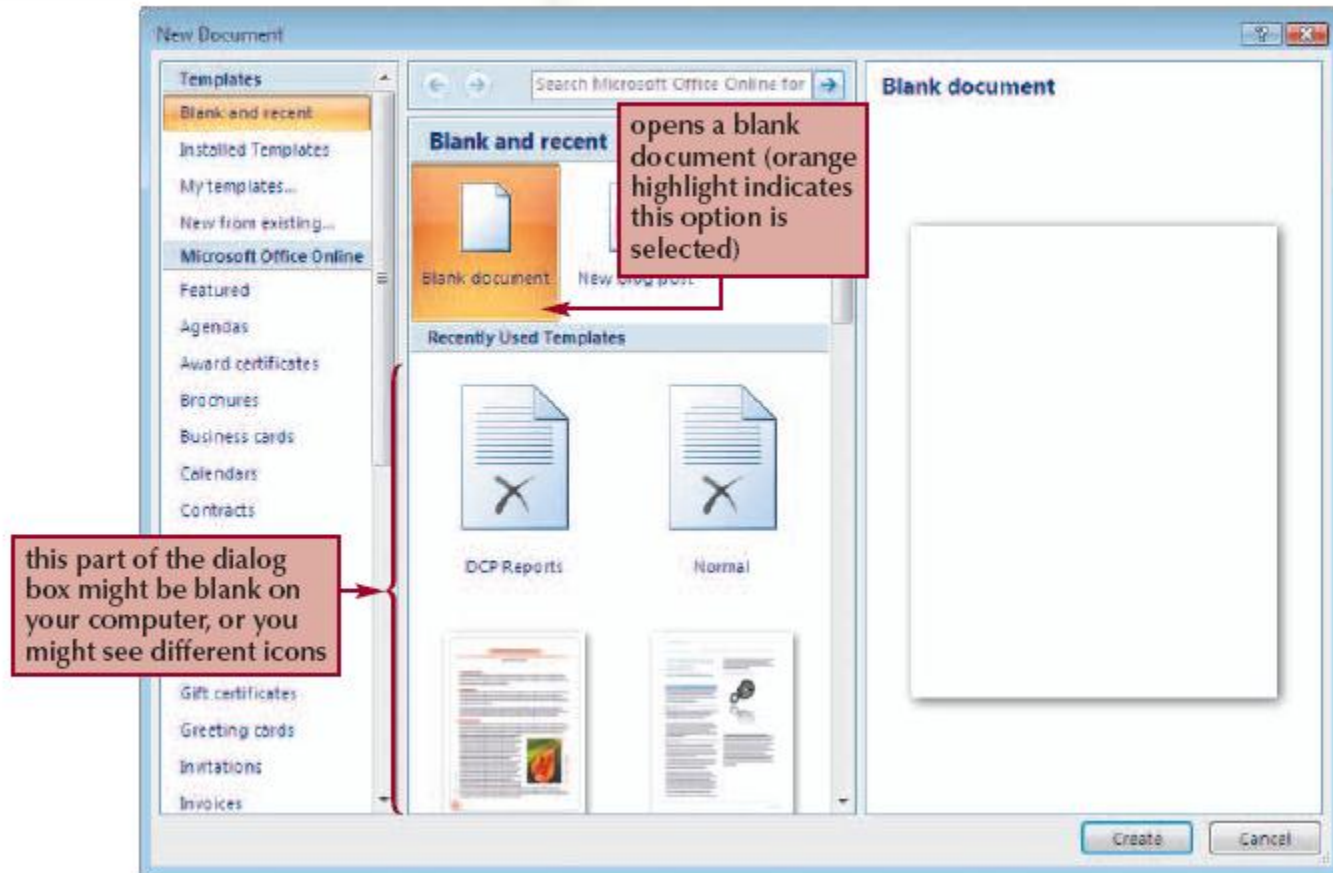 New Document
Templates
Blank and recent
Installed Templates
My templates...
New from existing...
Microsoft Office Online
Featured
Agendas
Award certificates
Brochures
Business cards
Calendars
Contracts
Gift certificates
Greeting cards
Invitations
Invoices
Search Microsoft Office Online for
Blank and recent
Blank document
New blog post
Recently Used Templates
DCP Reports
Normal
Blank document
opens a blank
document (orange
highlight indicates
this option is
selected)
this part of the dialog
box might be blank on
your computer, or you
might see different icons
Create
Cancel